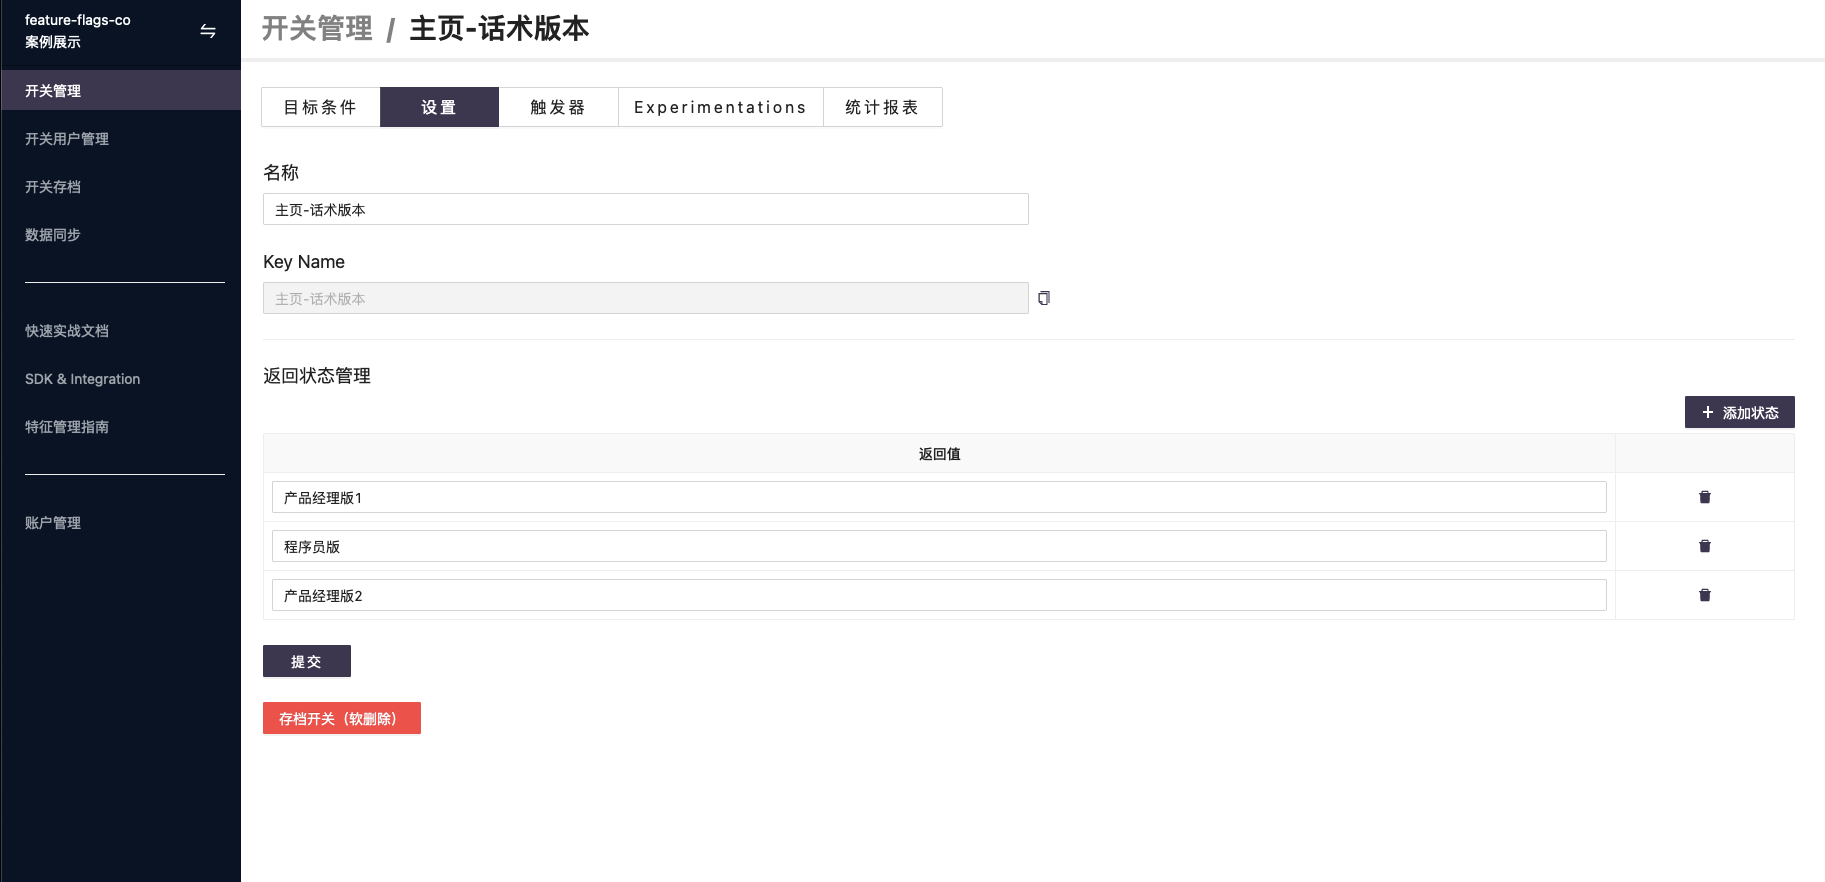 feature-flags-co
案例展示
开关管理
开关用户管理
开关存档
数据同步
快速实战文档
SDK & Integration
特征管理指南
账户管理
开关管理 / 主页-话术版本
目标条件 设置 触发器 Experimentations 统计报表
名称
主页-话术版本
Key Name
主页-话术版本
返回状态管理
添加状态
返回值
产品经理版1
程序员版
产品经理版2
提交
存档开关（软删除）